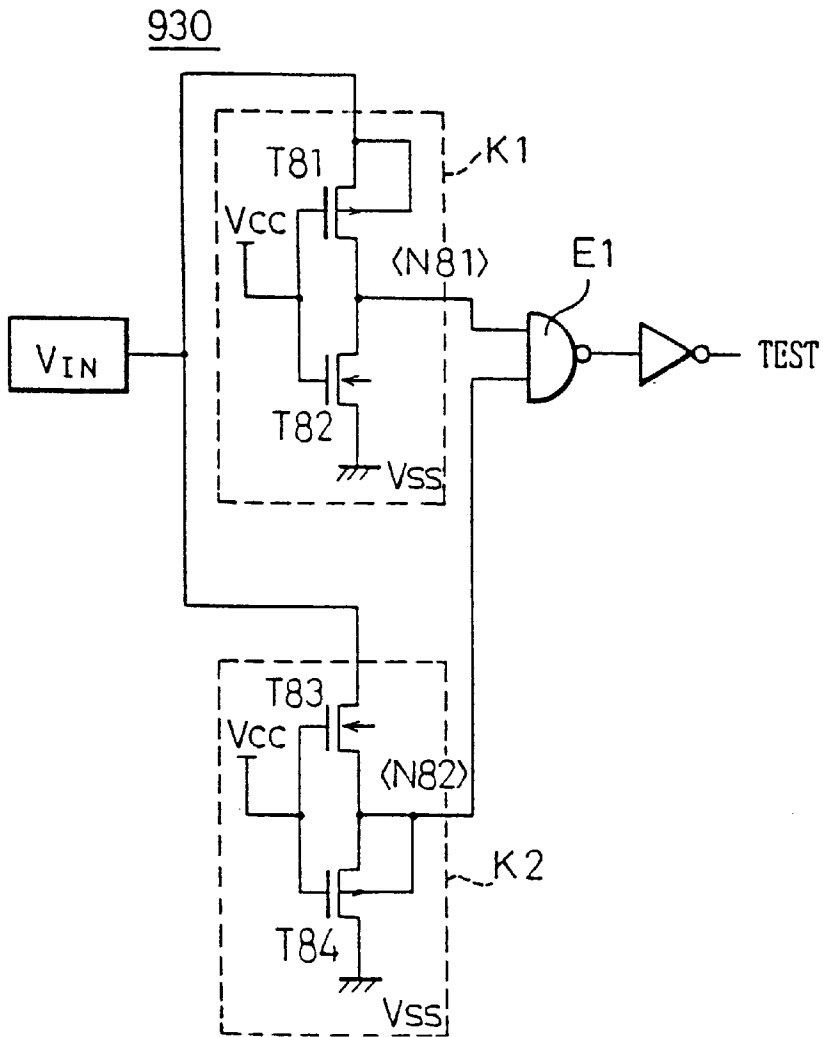 930
T81
K1
VCC
⟨N81⟩
E1
VIN
TEST
T82
VSS
T83
VCC
⟨N82⟩
K2
T84
VSS